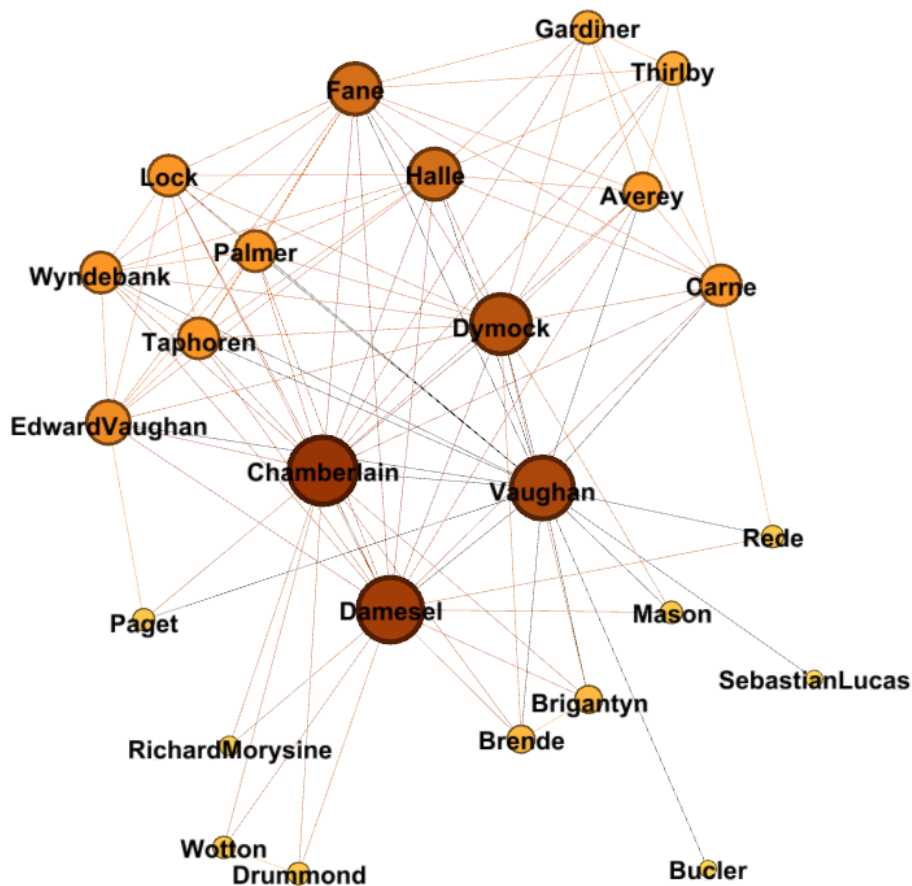 Gardiner
Thirlby
Fane
Halle
Lock
Averey
Palmer
Wyndebank
Carne
Dymock
Taphoren
EdwardVaughan
Chamberlain
Vaughan
Rede
Damesel
Mason
Paget
SebastianLucas
Brigantyn
Brende
RichardMorysine
Wotton
Bucler
Drummond